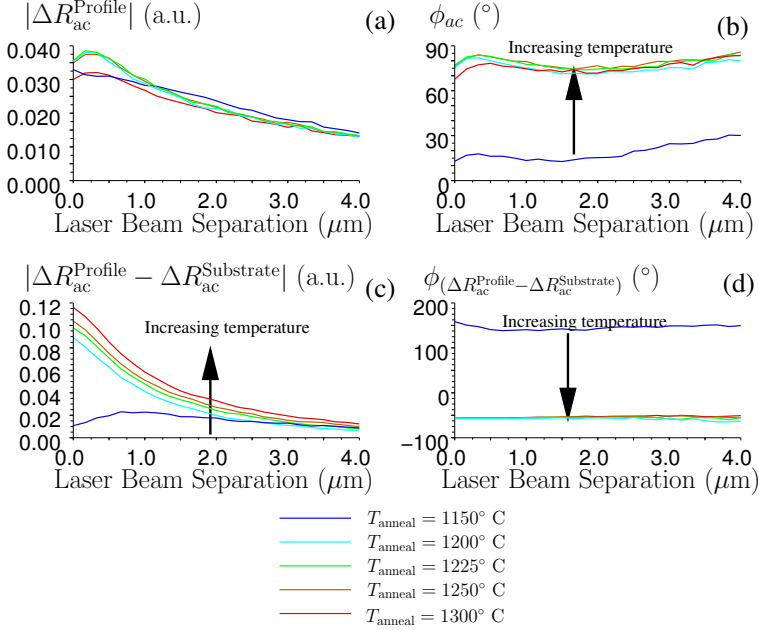 |ΔR_ac^Profile| (a.u.) (a)
0.040
0.030
0.020
0.010
0.000
0.0 1.0 2.0 3.0 4.0
Laser Beam Separation (μm)
ϕ_ac (°) (b)
Increasing temperature
90
60
30
0
0.0 1.0 2.0 3.0 4.0
Laser Beam Separation (μm)
|ΔR_ac^Profile − ΔR_ac^Substrate| (a.u.) (c)
Increasing temperature
0.12
0.10
0.08
0.06
0.04
0.02
0.00
0.0 1.0 2.0 3.0 4.0
Laser Beam Separation (μm)
ϕ_(ΔR_ac^Profile−ΔR_ac^Substrate) (°) (d)
Increasing temperature
200
100
0
−100
0.0 1.0 2.0 3.0 4.0
Laser Beam Separation (μm)
T_anneal = 1150° C
T_anneal = 1200° C
T_anneal = 1225° C
T_anneal = 1250° C
T_anneal = 1300° C